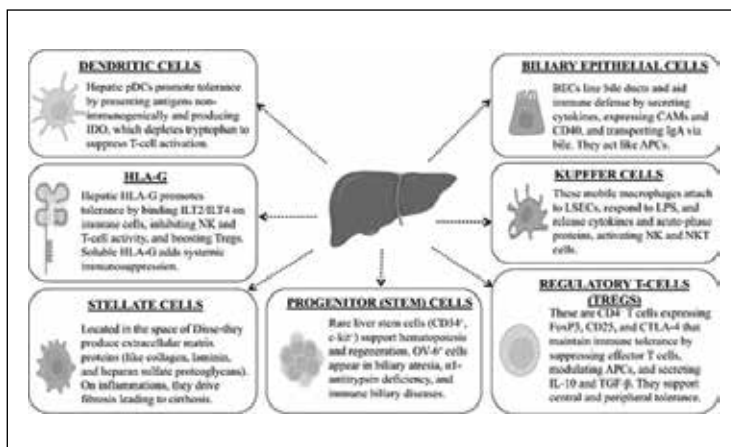 DENDRITIC CELLS
Hepatic pDCs promote tolerance
by presenting antigens non-
immunogenically and producing
IDO, which depletes tryptophen to
suppress T-cell activation.
HLA-G
Hepatic HLA-G promotes
tolerance by binding ILT2/ILT4 on
immune cells, inhibiting NK and
T-cell activity, and boosting Tregs.
Soluble HLA-G adds systemic
immunosuppression.
STELLATE CELLS
Located in the space of Disse-they
produce extracellular matrix
proteins (like collagen, laminin,
and heparan sulfate proteoglycans).
On inflammations, they drive
fibrosis leading to cirrhosis.
PROGENITOR (STEM) CELLS
Rare liver stem cells (CD34⁺,
c-kit⁺) support hematopoiesis
and regeneration. OV-6⁺ cells
appear in biliary atresia, α1-
antitrypsin deficiency, and
immune biliary diseases.
BILIARY EPITHELIAL CELLS
BECs line bile ducts and aid
immune defense by secreting
cytokines, expressing CAMs and
CD40, and transporting IgA via
bile. They act like APCs.
KUPFFER CELLS
These mobile macrophages attach
to LSECs, respond to LPS, and
release cytokines and acute-phase
proteins, activating NK and NKT
cells.
REGULATORY T-CELLS
(TREGS)
These are CD4⁺ T cells expressing
FoxP3, CD25, and CTLA-4 that
maintain immune tolerance by
suppressing effector T cells,
modulating APCs, and secreting
IL-10 and TGF-β. They support
central and peripheral tolerance.